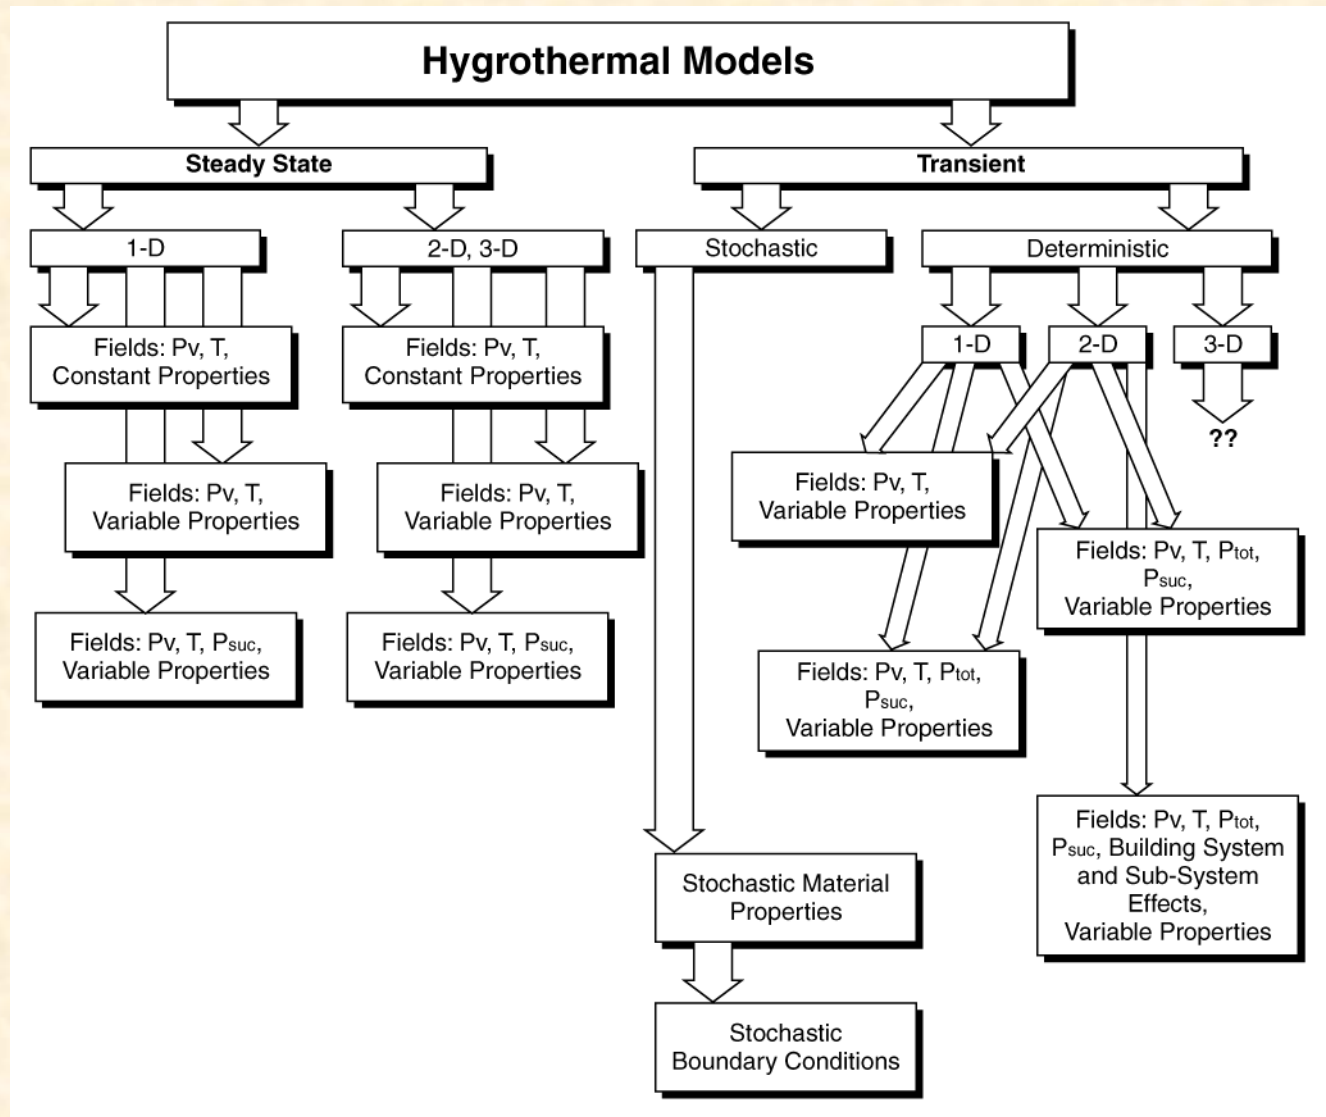 Hygrothermal Models
Steady State
Transient
1-D
2-D, 3-D
Stochastic
Deterministic
Fields: Pv, T,
Constant Properties
Fields: Pv, T,
Constant Properties
1-D
2-D
3-D
??
Fields: Pv, T,
Variable Properties
Fields: Pv, T,
Variable Properties
Fields: Pv, T,
Variable Properties
Fields: Pv, T, Ptot,
Psuc,
Variable Properties
Fields: Pv, T, Psuc,
Variable Properties
Fields: Pv, T, Psuc,
Variable Properties
Fields: Pv, T, Ptot,
Psuc,
Variable Properties
Fields: Pv, T, Ptot,
Psuc, Building System
and Sub-System
Effects,
Variable Properties
Stochastic Material
Properties
Stochastic
Boundary Conditions